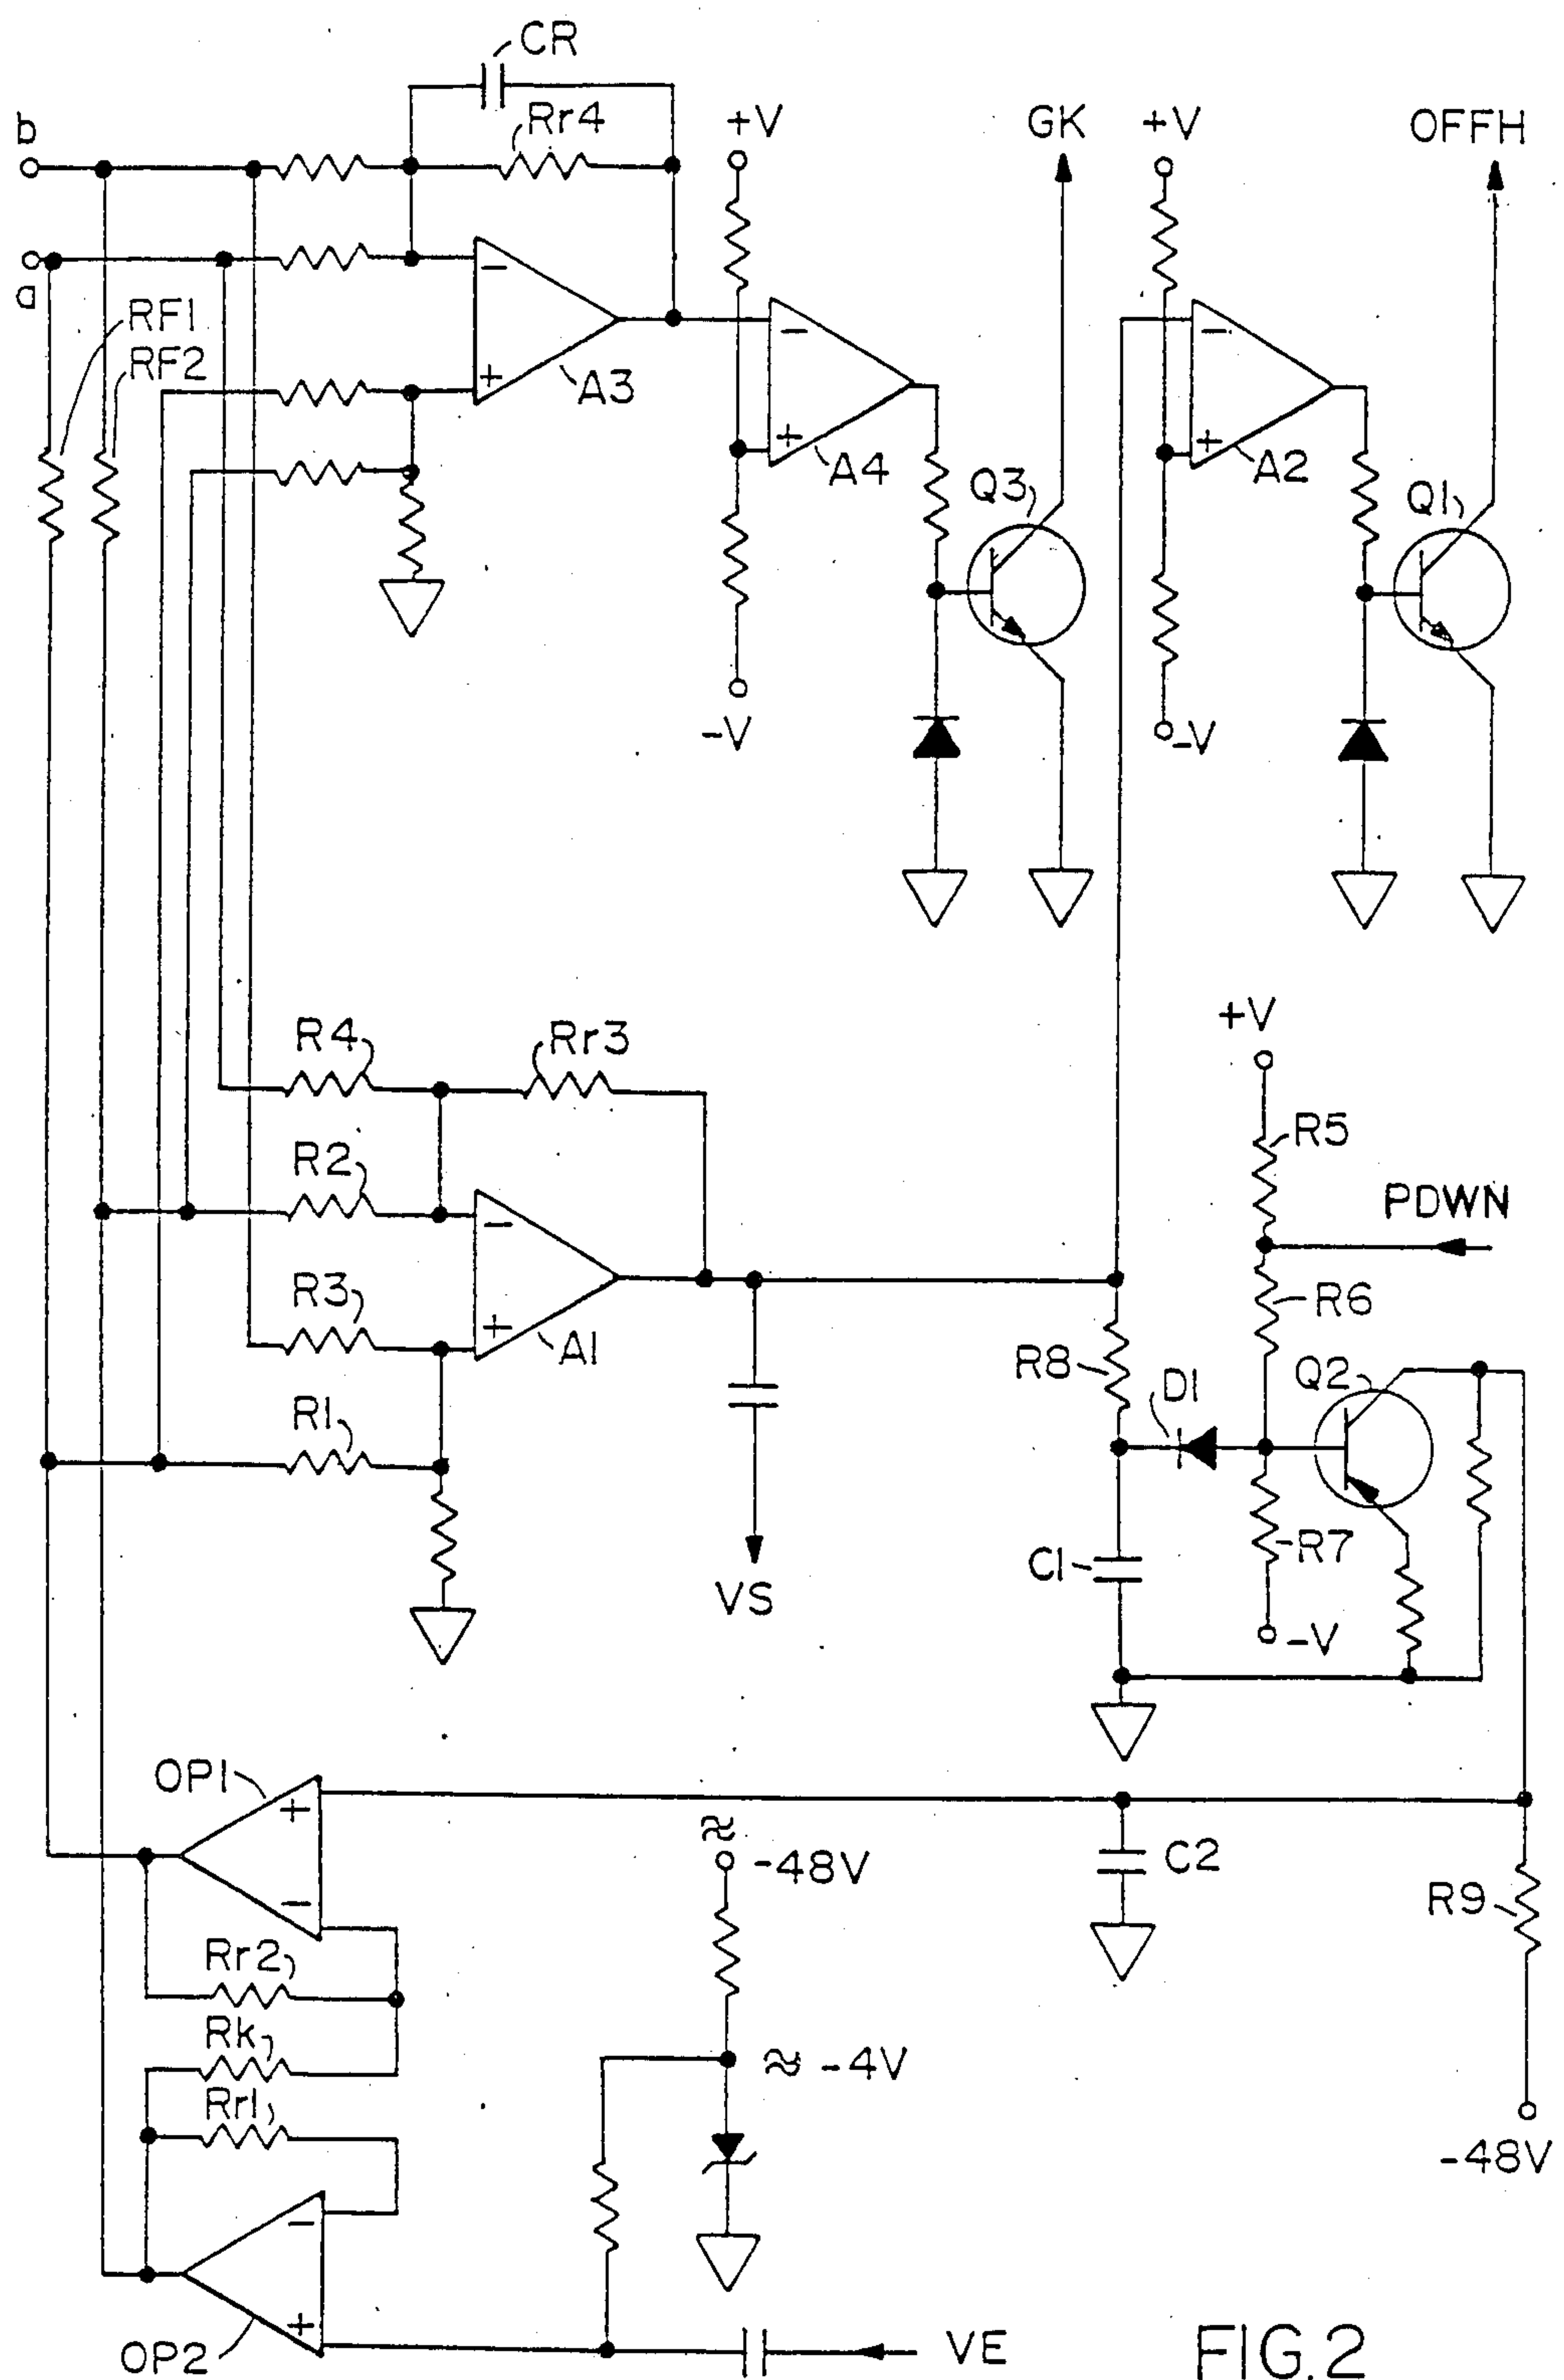 CR
b
Rr4
+V
GK
+V
OFFH
a
RF1
RF2
−
+
A3
−
+
A4
Q3
−
+
A2
Q1
-V
-V
R4
Rr3
+V
R5
R2
PDWN
−
R3
+
A1
R6
R8
D1
Q2
R1
R7
C1
VS
-V
OP1
+
≈
-48V
C2
−
R9
Rr2
Rk
≈ -4V
Rr1
-48V
−
+
OP2
VE
FIG.2